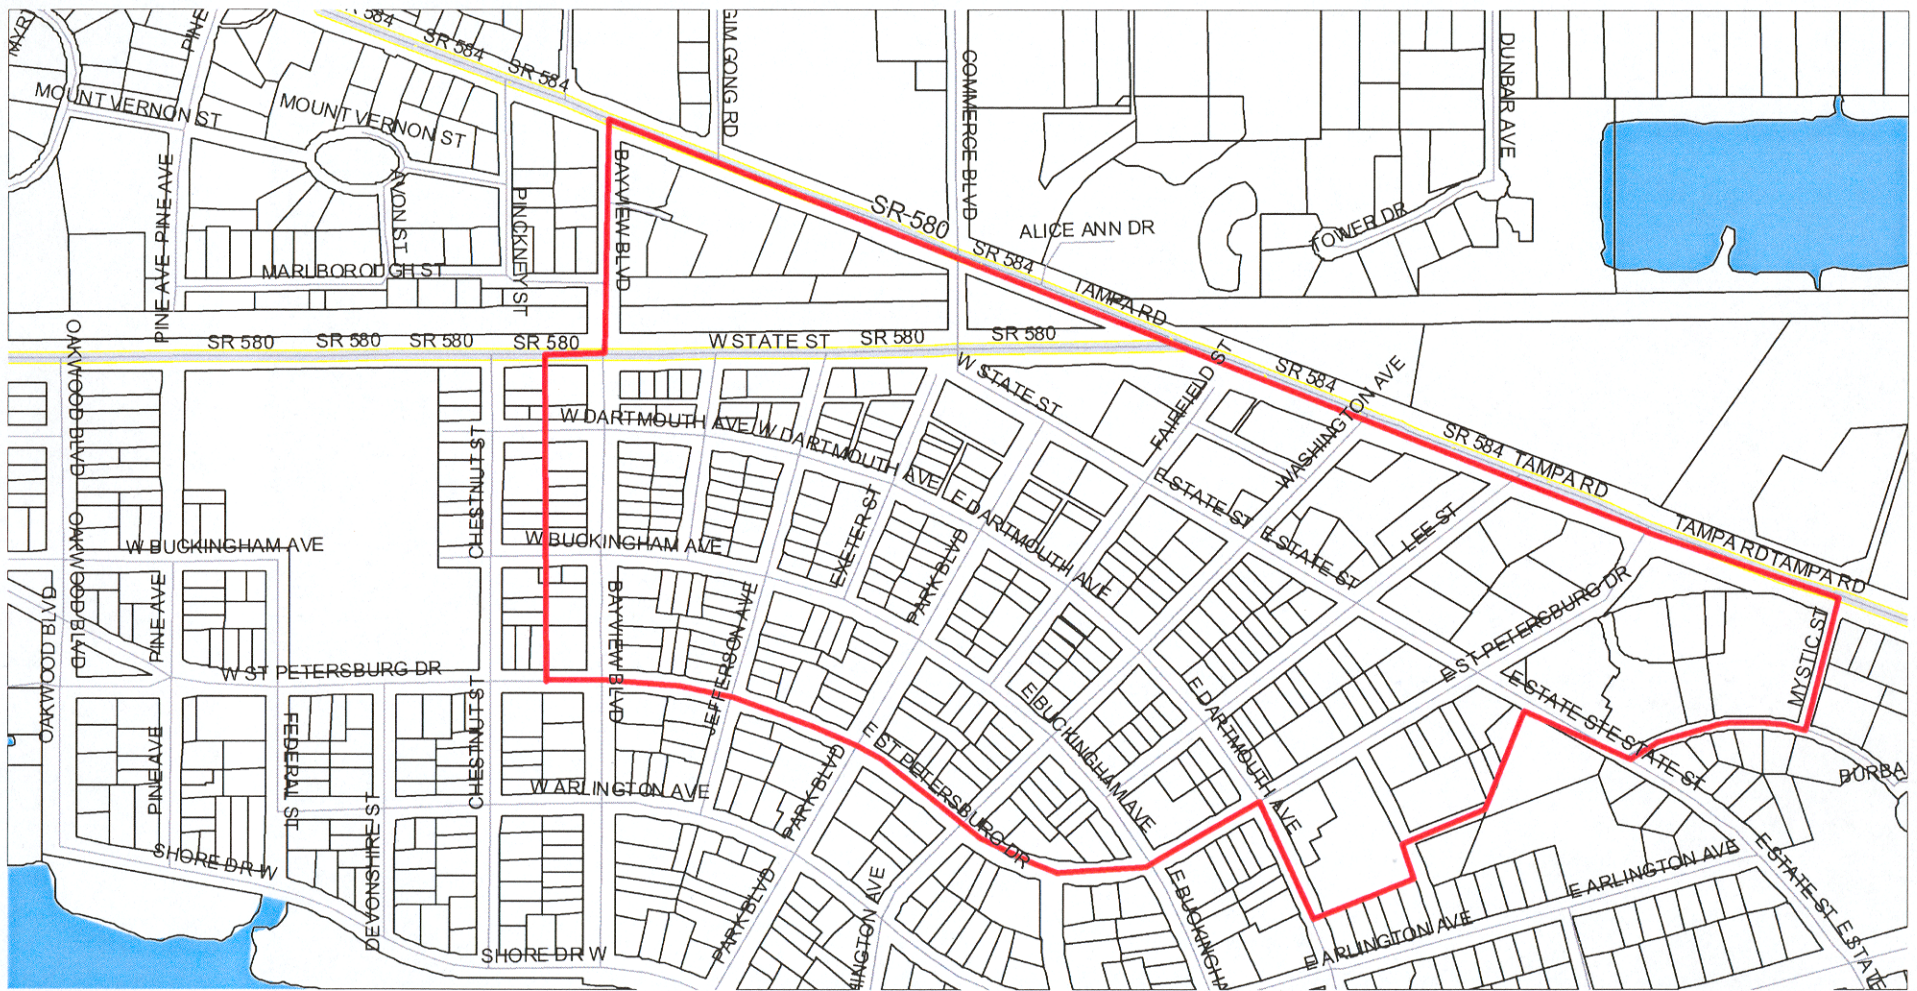 SR 584
PINE
SR 584
SR 584
GIM GONG RD
COMMERCE BLVD
DUNBAR AVE
MOUNT VERNON ST
MOUNT VERNON ST
PINE AVE
PINE AVE
AVON ST
PINCKNEY ST
BAYVIEW BLVD
SR-580
SR 584
ALICE ANN DR
TOWER DR
MARLBOROUGH ST
TAMPA RD
SR 580
SR 580
SR 580
SR 580
W STATE ST
SR 580
SR 580
OAKWOOD BLVD
W STATE ST
FAIRFIELD ST
SR 584
WASHINGTON AVE
W DARTMOUTH AVE
W DARTMOUTH AVE
CHESTNUT ST
SR 584
TAMPA RD
E STATE ST
E STATE ST
LEE ST
E DARTMOUTH AVE
TAMPA RD
TAMPA RD
OAKWOOD BLVD
W BUCKINGHAM AVE
W BUCKINGHAM AVE
EXETER ST
PARK BLVD
PINE AVE
OAKWOOD BLVD
BAYVIEW BLVD
JEFFERSON AVE
E ST PETERSBURG DR
MYSTIC ST
W ST PETERSBURG DR
CHESTNUT ST
E BUCKINGHAM AVE
E DARTMOUTH AVE
E STATE ST
E STATE ST
PINE AVE
FEDERAL ST
DEVONSHIRE ST
W ARLINGTON AVE
PARK BLVD
E ST PETERSBURG DR
BURBA
SHORE DR W
SHORE DR W
PARK BLVD
INGTON AVE
E BUCKINGHA
E ARLINGTON AVE
E ARLINGTON AVE
E STATE ST
E STATE